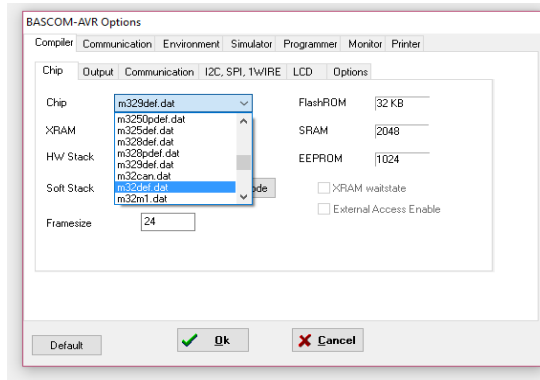 BASCOM-AVR Options
Compiler Communication Environment Simulator Programmer Monitor Printer
Chip Output Communication I2C, SPI, 1WIRE LCD Options
Chip m329def.dat FlashROM 32 KB
m3250pdef.dat
m325def.dat
XRAM m328def.dat SRAM 2048
m328pdef.dat
m329def.dat
HW Stack m32can.dat EEPROM 1024
Soft Stack m32def.dat XRAM waitstate
m32m1.dat
External Access Enable
Framesize 24
Default Ok Cancel